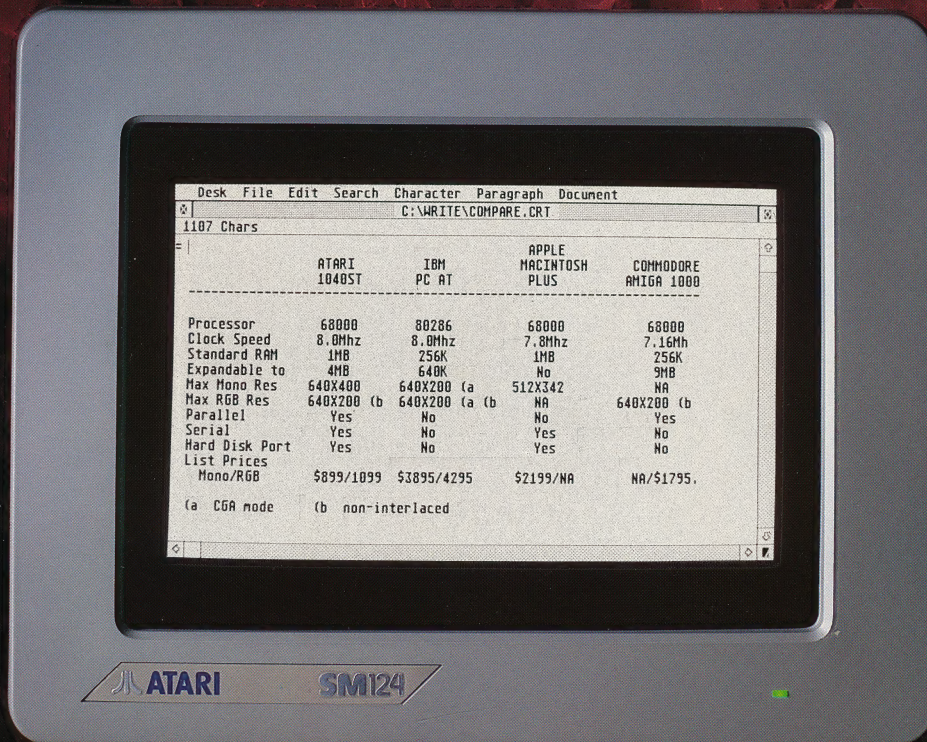 Desk File Edit Search Character Paragraph Document
C:\WRITE\COMPARE.CRT
1107 Chars
APPLE
ATARI IBM MACINTOSH COMMODORE
1040ST PC AT PLUS AMIGA 1000
Processor 68000 80286 68000 68000
Clock Speed 8.0Mhz 8.0Mhz 7.8Mhz 7.16Mh
Standard RAM 1MB 256K 1MB 256K
Expandable to 4MB 640K No 9MB
Max Mono Res 640X400 640X200 (a 512X342 NA
Max RGB Res 640X200 (b 640X200 (a (b NA 640X200 (b
Parallel Yes No No Yes
Serial Yes No Yes No
Hard Disk Port Yes No Yes No
List Prices
Mono/RGB $899/1099 $3895/4295 $2199/NA NA/$1795.
(a CGA mode (b non-interlaced
ATARI SM124